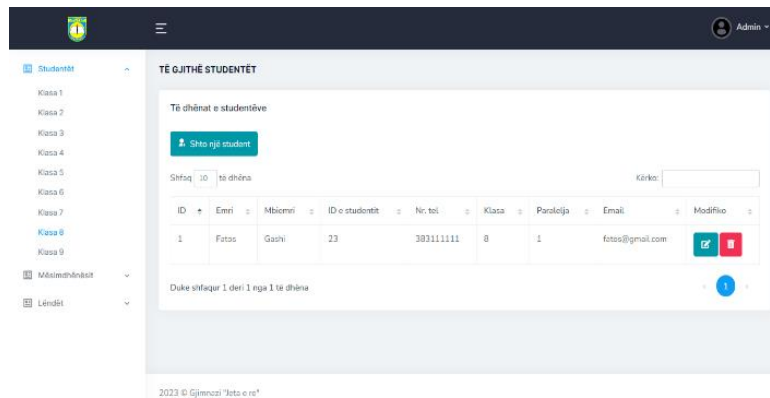 Admin
Studentët
Klasa 1
Klasa 2
Klasa 3
Klasa 4
Klasa 5
Klasa 6
Klasa 7
Klasa 8
Klasa 9
Mësimdhënësit
Lëndët
TË GJITHË STUDENTËT
Të dhënat e studentëve
Shto një student
Shfaq 10 të dhëna
Kërko:
ID Emri Mbiemri ID e studentit Nr. tel Klasa Paralelja Email Modifiko
1 Fatos Gashi 23 383111111 8 1 fatos@gmail.com
Duke shfaqur 1 deri 1 nga 1 të dhëna
1
2023 © Gjimnazi "Jeta e re"